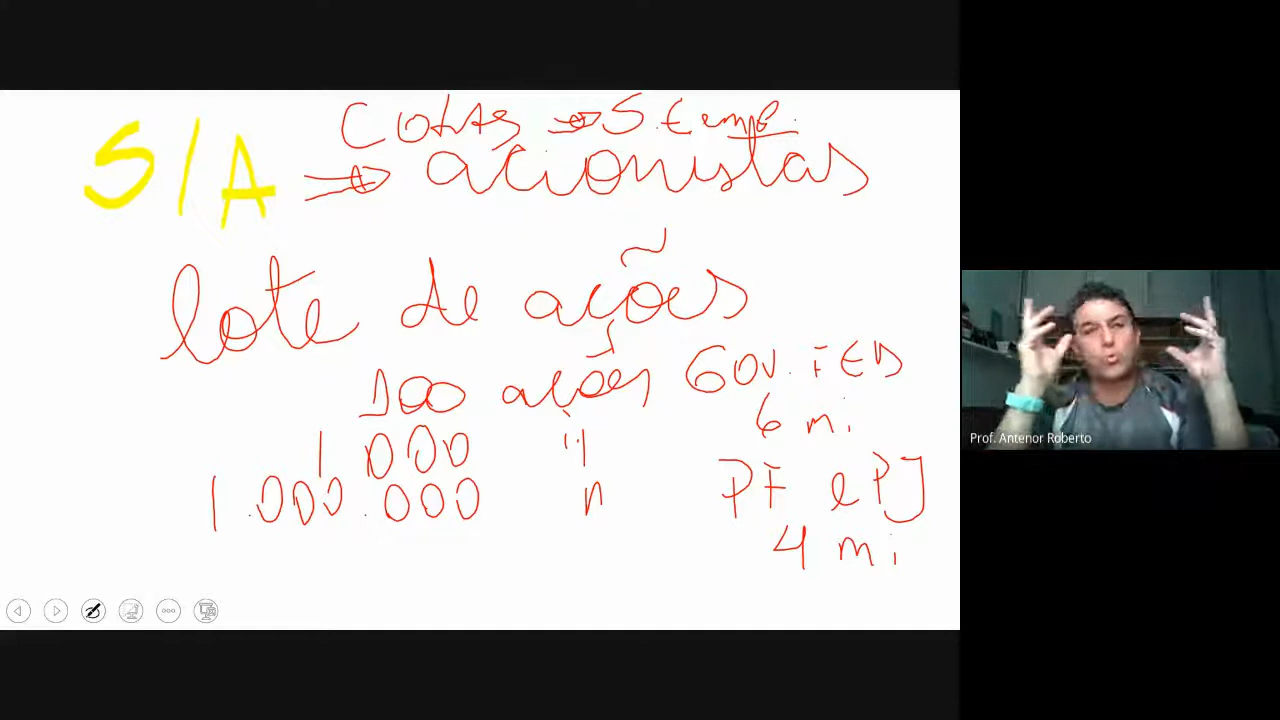 COTAS → S. Emp.
S/A ⇒ acionistas
lote de ações
100 ações
1.000 "
1.000.000 "
GOV. FED
6 mi
PF e PJ
4 mi
Prof. Antenor Roberto